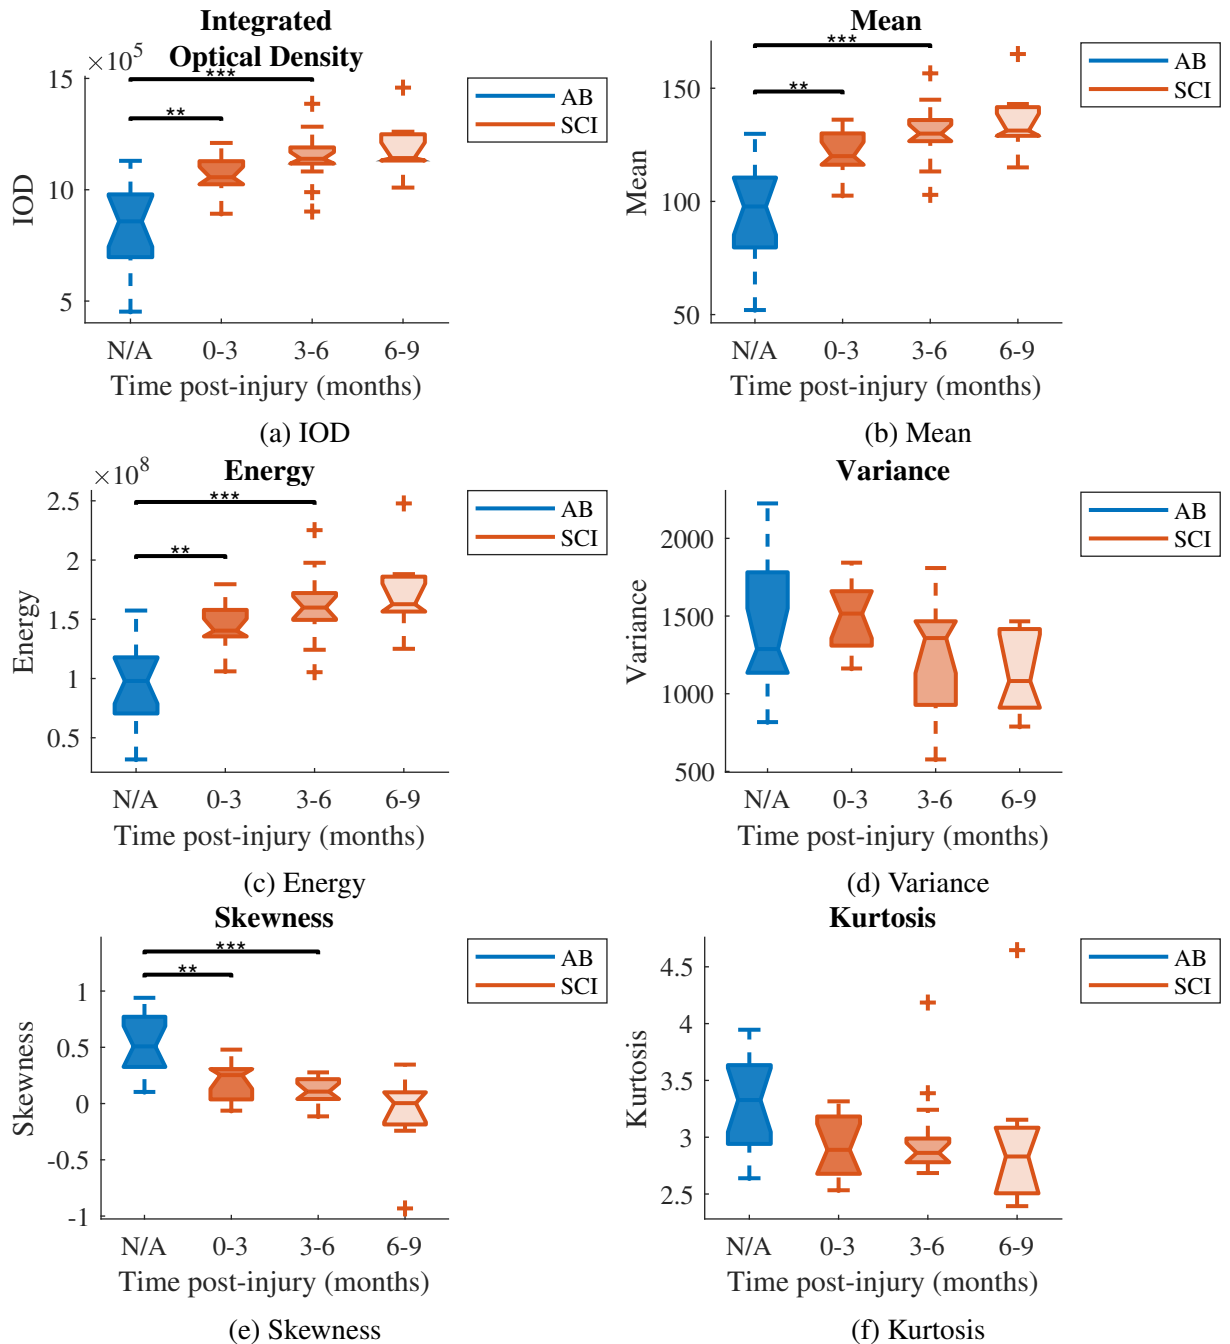 Integrated
Optical Density
×10^5
***
**
15
10
5
IOD
N/A 0-3 3-6 6-9
Time post-injury (months)
AB
SCI
(a) IOD
Mean
***
**
150
100
50
Mean
N/A 0-3 3-6 6-9
Time post-injury (months)
AB
SCI
(b) Mean
Energy
×10^8
***
**
2.5
2
1.5
1
0.5
Energy
N/A 0-3 3-6 6-9
Time post-injury (months)
AB
SCI
(c) Energy
Variance
2000
1500
1000
500
Variance
N/A 0-3 3-6 6-9
Time post-injury (months)
AB
SCI
(d) Variance
Skewness
***
**
1
0.5
0
-0.5
-1
Skewness
N/A 0-3 3-6 6-9
Time post-injury (months)
AB
SCI
(e) Skewness
Kurtosis
4.5
4
3.5
3
2.5
Kurtosis
N/A 0-3 3-6 6-9
Time post-injury (months)
AB
SCI
(f) Kurtosis